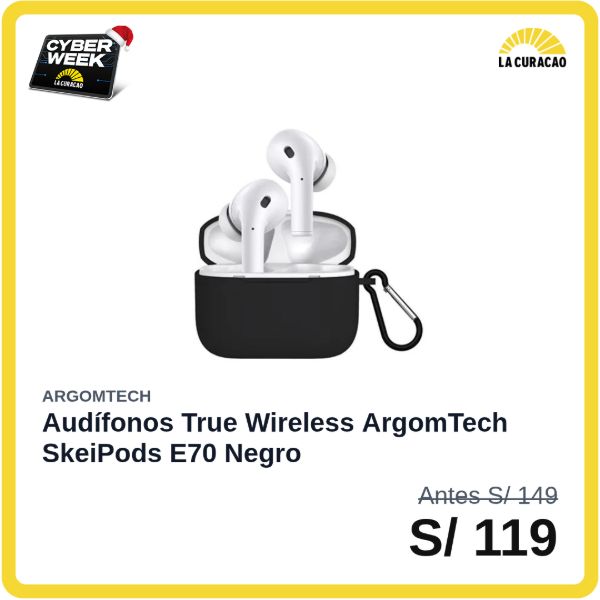 CYBER
WEEK
LA CURACAO
LA CURACAO
ARGOMTECH
Audífonos True Wireless ArgomTech
SkeiPods E70 Negro
Antes S/ 149
S/ 119